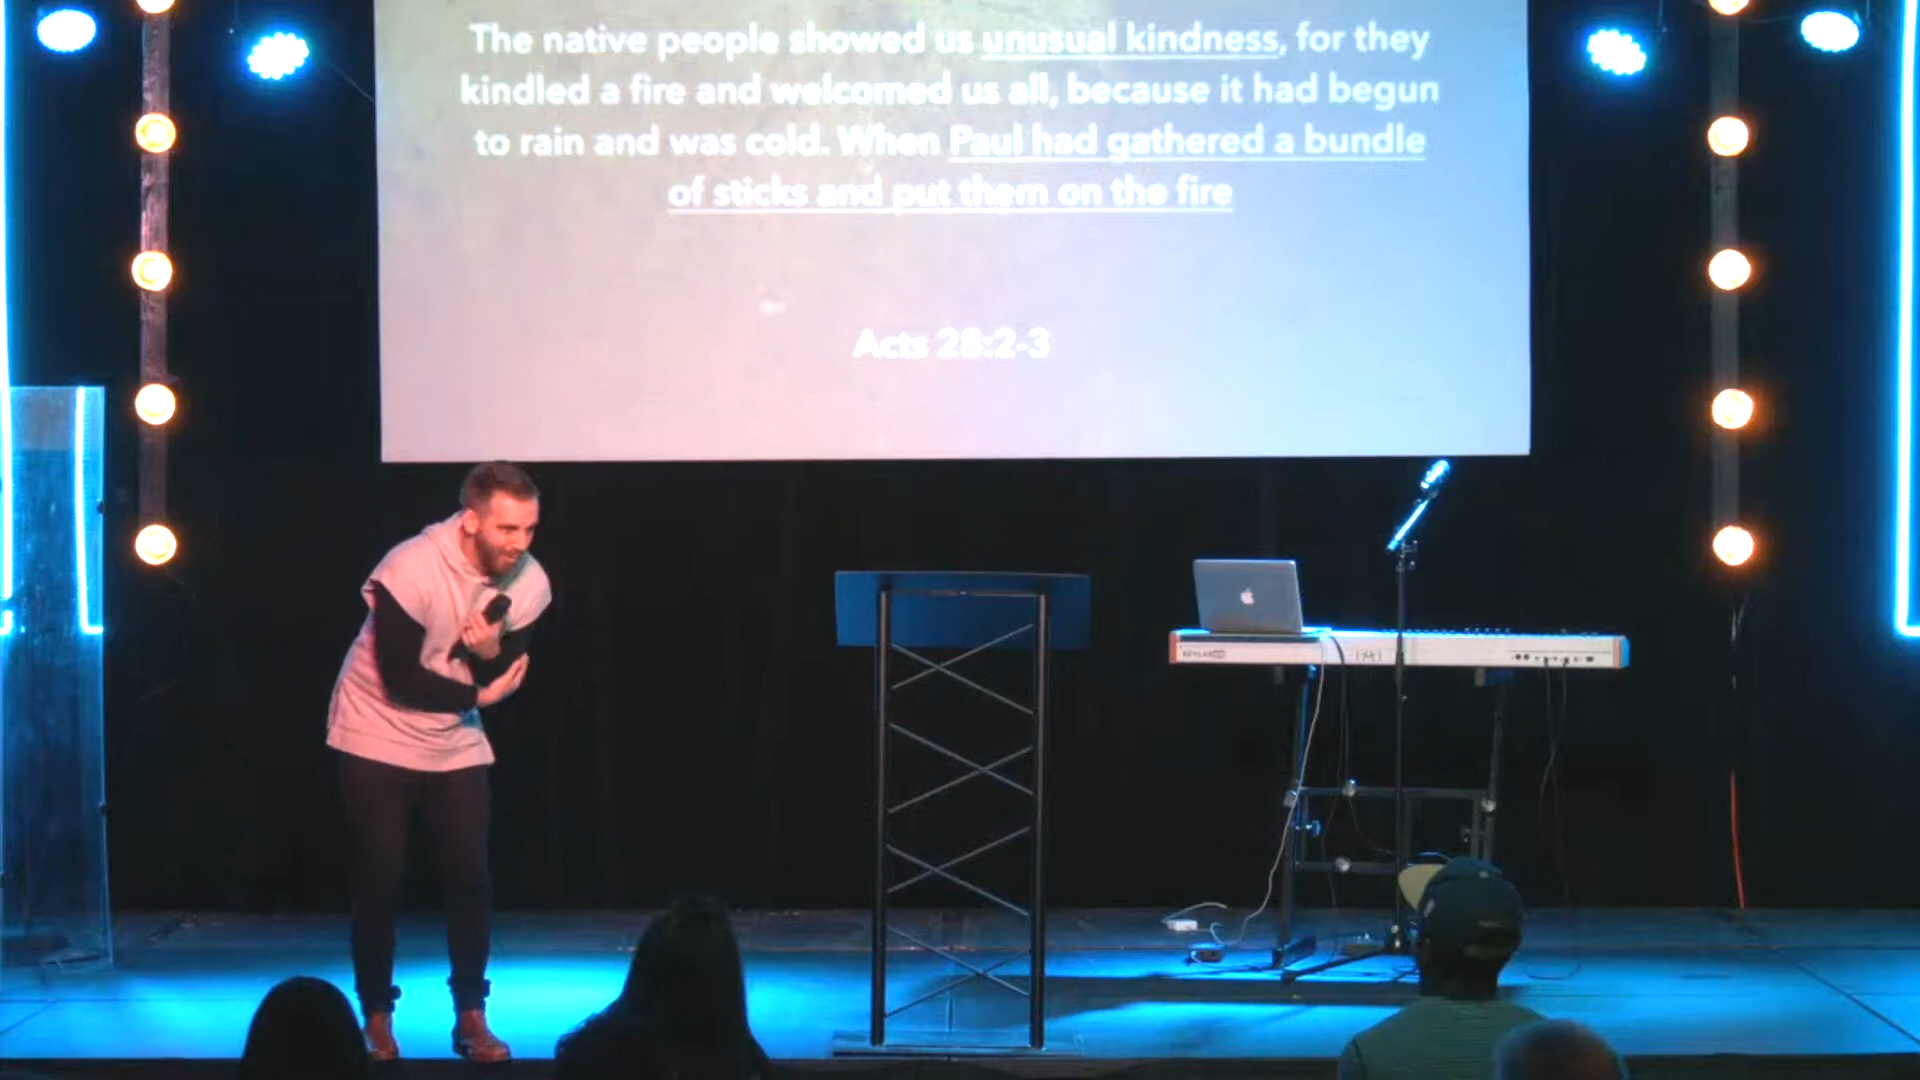 The native people showed us unusual kindness, for they
kindled a fire and welcomed us all, because it had begun
to rain and was cold. When Paul had gathered a bundle
of sticks and put them on the fire
Acts 28:2-3
KEYLAB